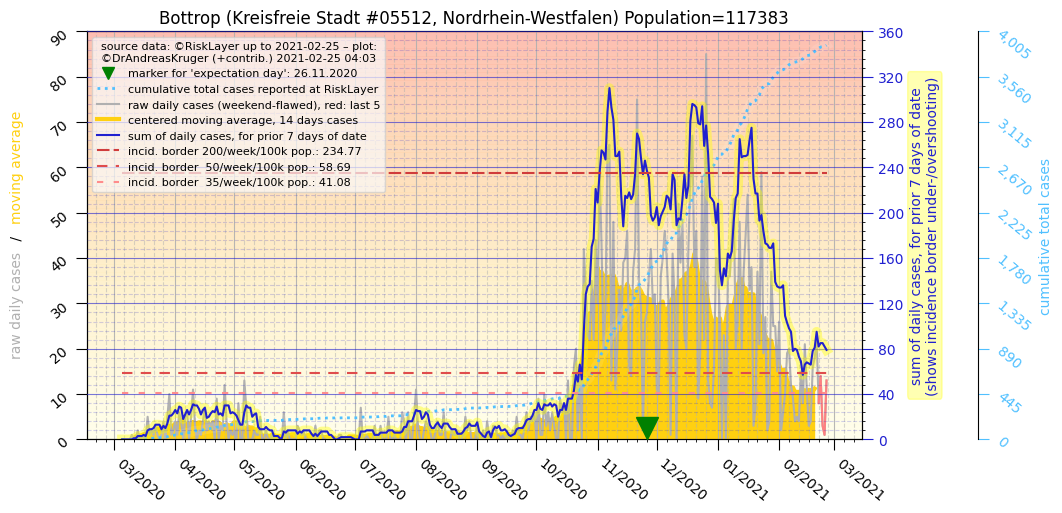 Bottrop (Kreisfreie Stadt #05512, Nordrhein-Westfalen) Population=117383
source data: ©RiskLayer up to 2021-02-25 – plot:
©DrAndreasKruger (+contrib.) 2021-02-25 04:03
marker for 'expectation day': 26.11.2020
cumulative total cases reported at RiskLayer
raw daily cases (weekend-flawed), red: last 5
centered moving average, 14 days cases
sum of daily cases, for prior 7 days of date
incid. border 200/week/100k pop.: 234.77
incid. border  50/week/100k pop.: 58.69
incid. border  35/week/100k pop.: 41.08
raw daily cases  /  moving average
90
80
70
60
50
40
30
20
10
0
03/2020
04/2020
05/2020
06/2020
07/2020
08/2020
09/2020
10/2020
11/2020
12/2020
01/2021
02/2021
03/2021
360
320
280
240
200
160
120
80
40
0
sum of daily cases, for prior 7 days of date
(shows incidence border under-/overshooting)
4,005
3,560
3,115
2,670
2,225
1,780
1,335
890
445
0
cumulative total cases